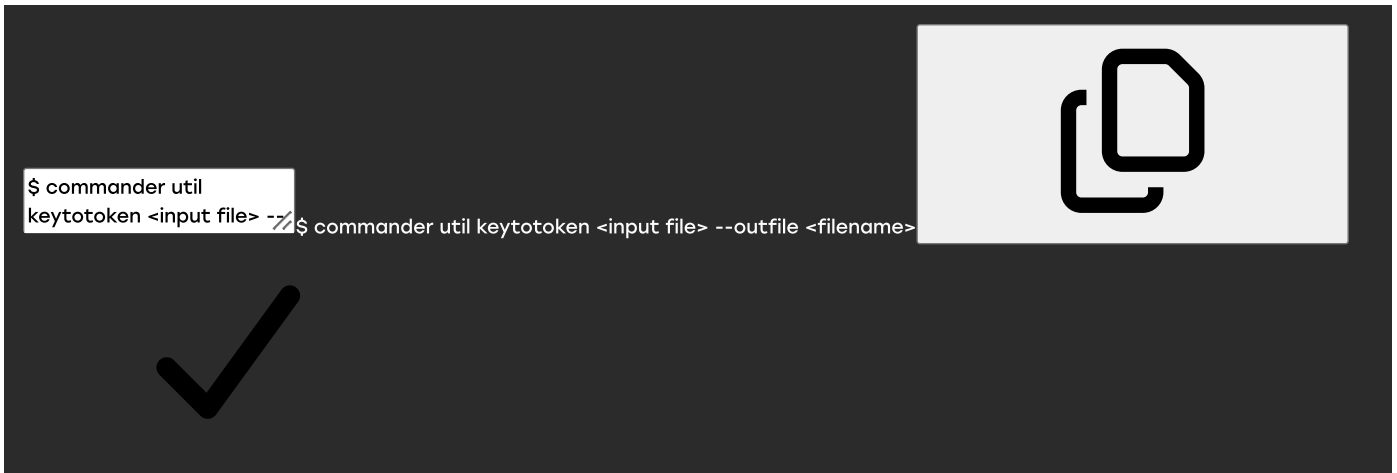 $ commander util
keytotoken <input file> --
$ commander util keytotoken <input file> --outfile <filename>